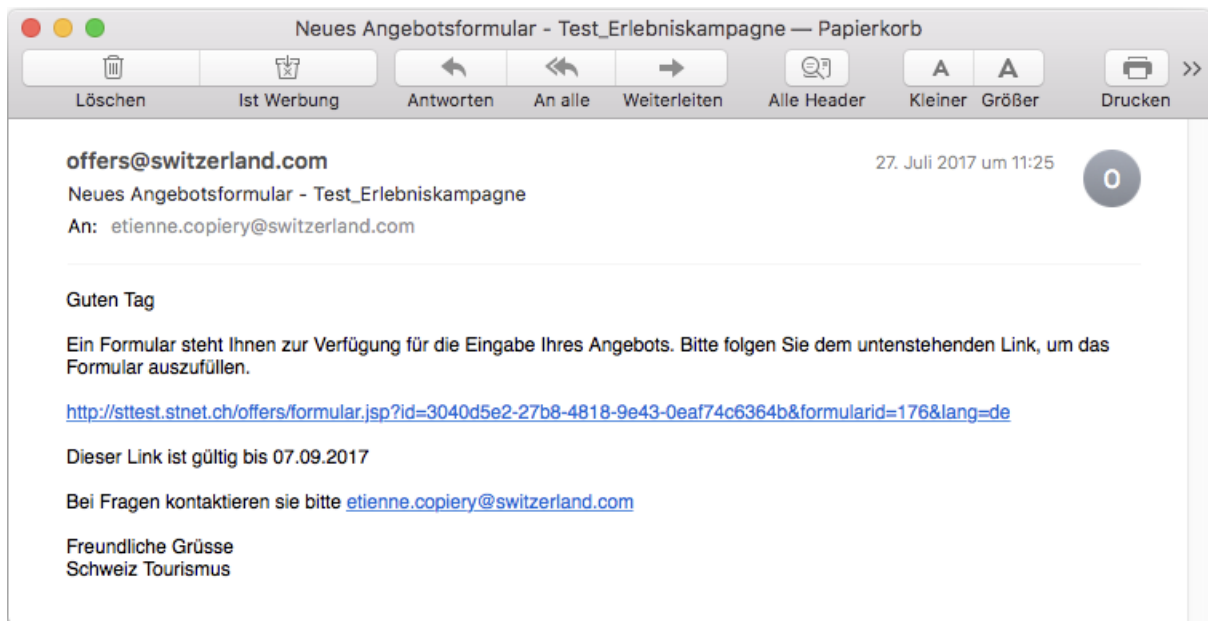 Neues Angebotsformular - Test_Erlebniskampagne — Papierkorb
Löschen Ist Werbung Antworten An alle Weiterleiten Alle Header Kleiner Größer Drucken
offers@switzerland.com 27. Juli 2017 um 11:25 O
Neues Angebotsformular - Test_Erlebniskampagne
An: etienne.copiery@switzerland.com
Guten Tag
Ein Formular steht Ihnen zur Verfügung für die Eingabe Ihres Angebots. Bitte folgen Sie dem untenstehenden Link, um das
Formular auszufüllen.
http://sttest.stnet.ch/offers/formular.jsp?id=3040d5e2-27b8-4818-9e43-0eaf74c6364b&formularid=176&lang=de
Dieser Link ist gültig bis 07.09.2017
Bei Fragen kontaktieren sie bitte etienne.copiery@switzerland.com
Freundliche Grüsse
Schweiz Tourismus